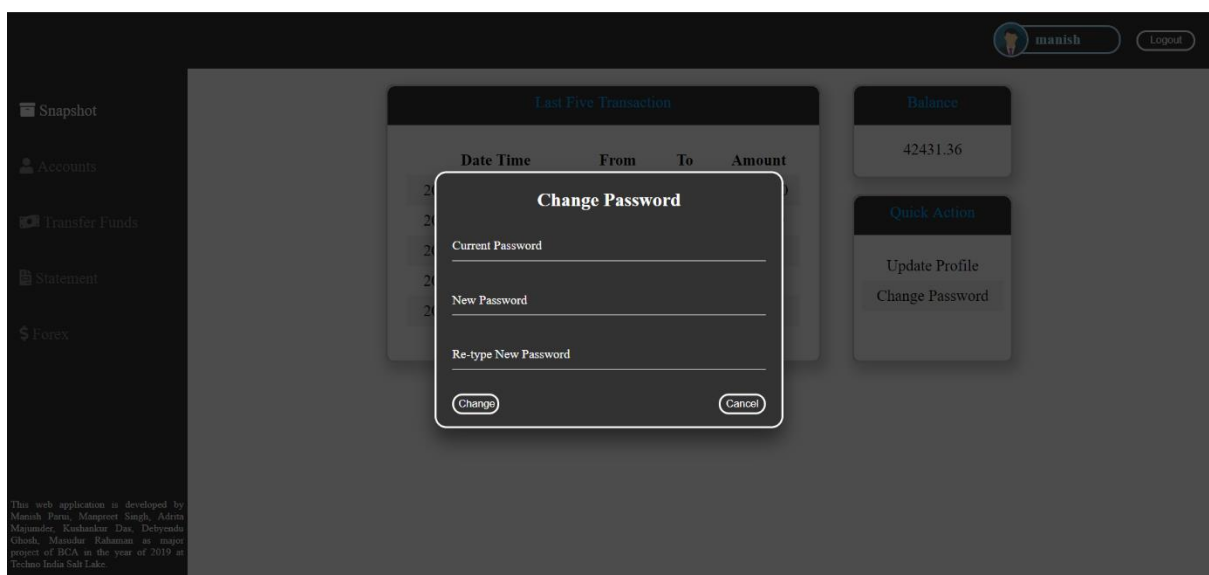 manish
Logout
Snapshot
Accounts
Transfer Funds
Statement
$ Forex
Last Five Transaction
Date Time From To Amount
Balance
42431.36
Quick Action
Update Profile
Change Password
Change Password
Current Password
New Password
Re-type New Password
Change
Cancel
This web application is developed by
Manish Parui, Manpreet Singh, Adrita
Majumder, Kushankur Das, Debyendu
Ghosh, Masudur Rahaman as major
project of BCA in the year of 2019 at
Techno India Salt Lake.